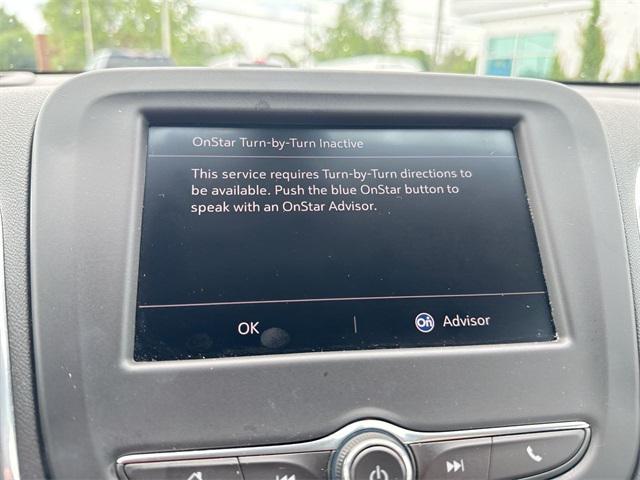 OnStar Turn-by-Turn Inactive
This service requires Turn-by-Turn directions to
be available. Push the blue OnStar button to
speak with an OnStar Advisor.
OK
On Advisor